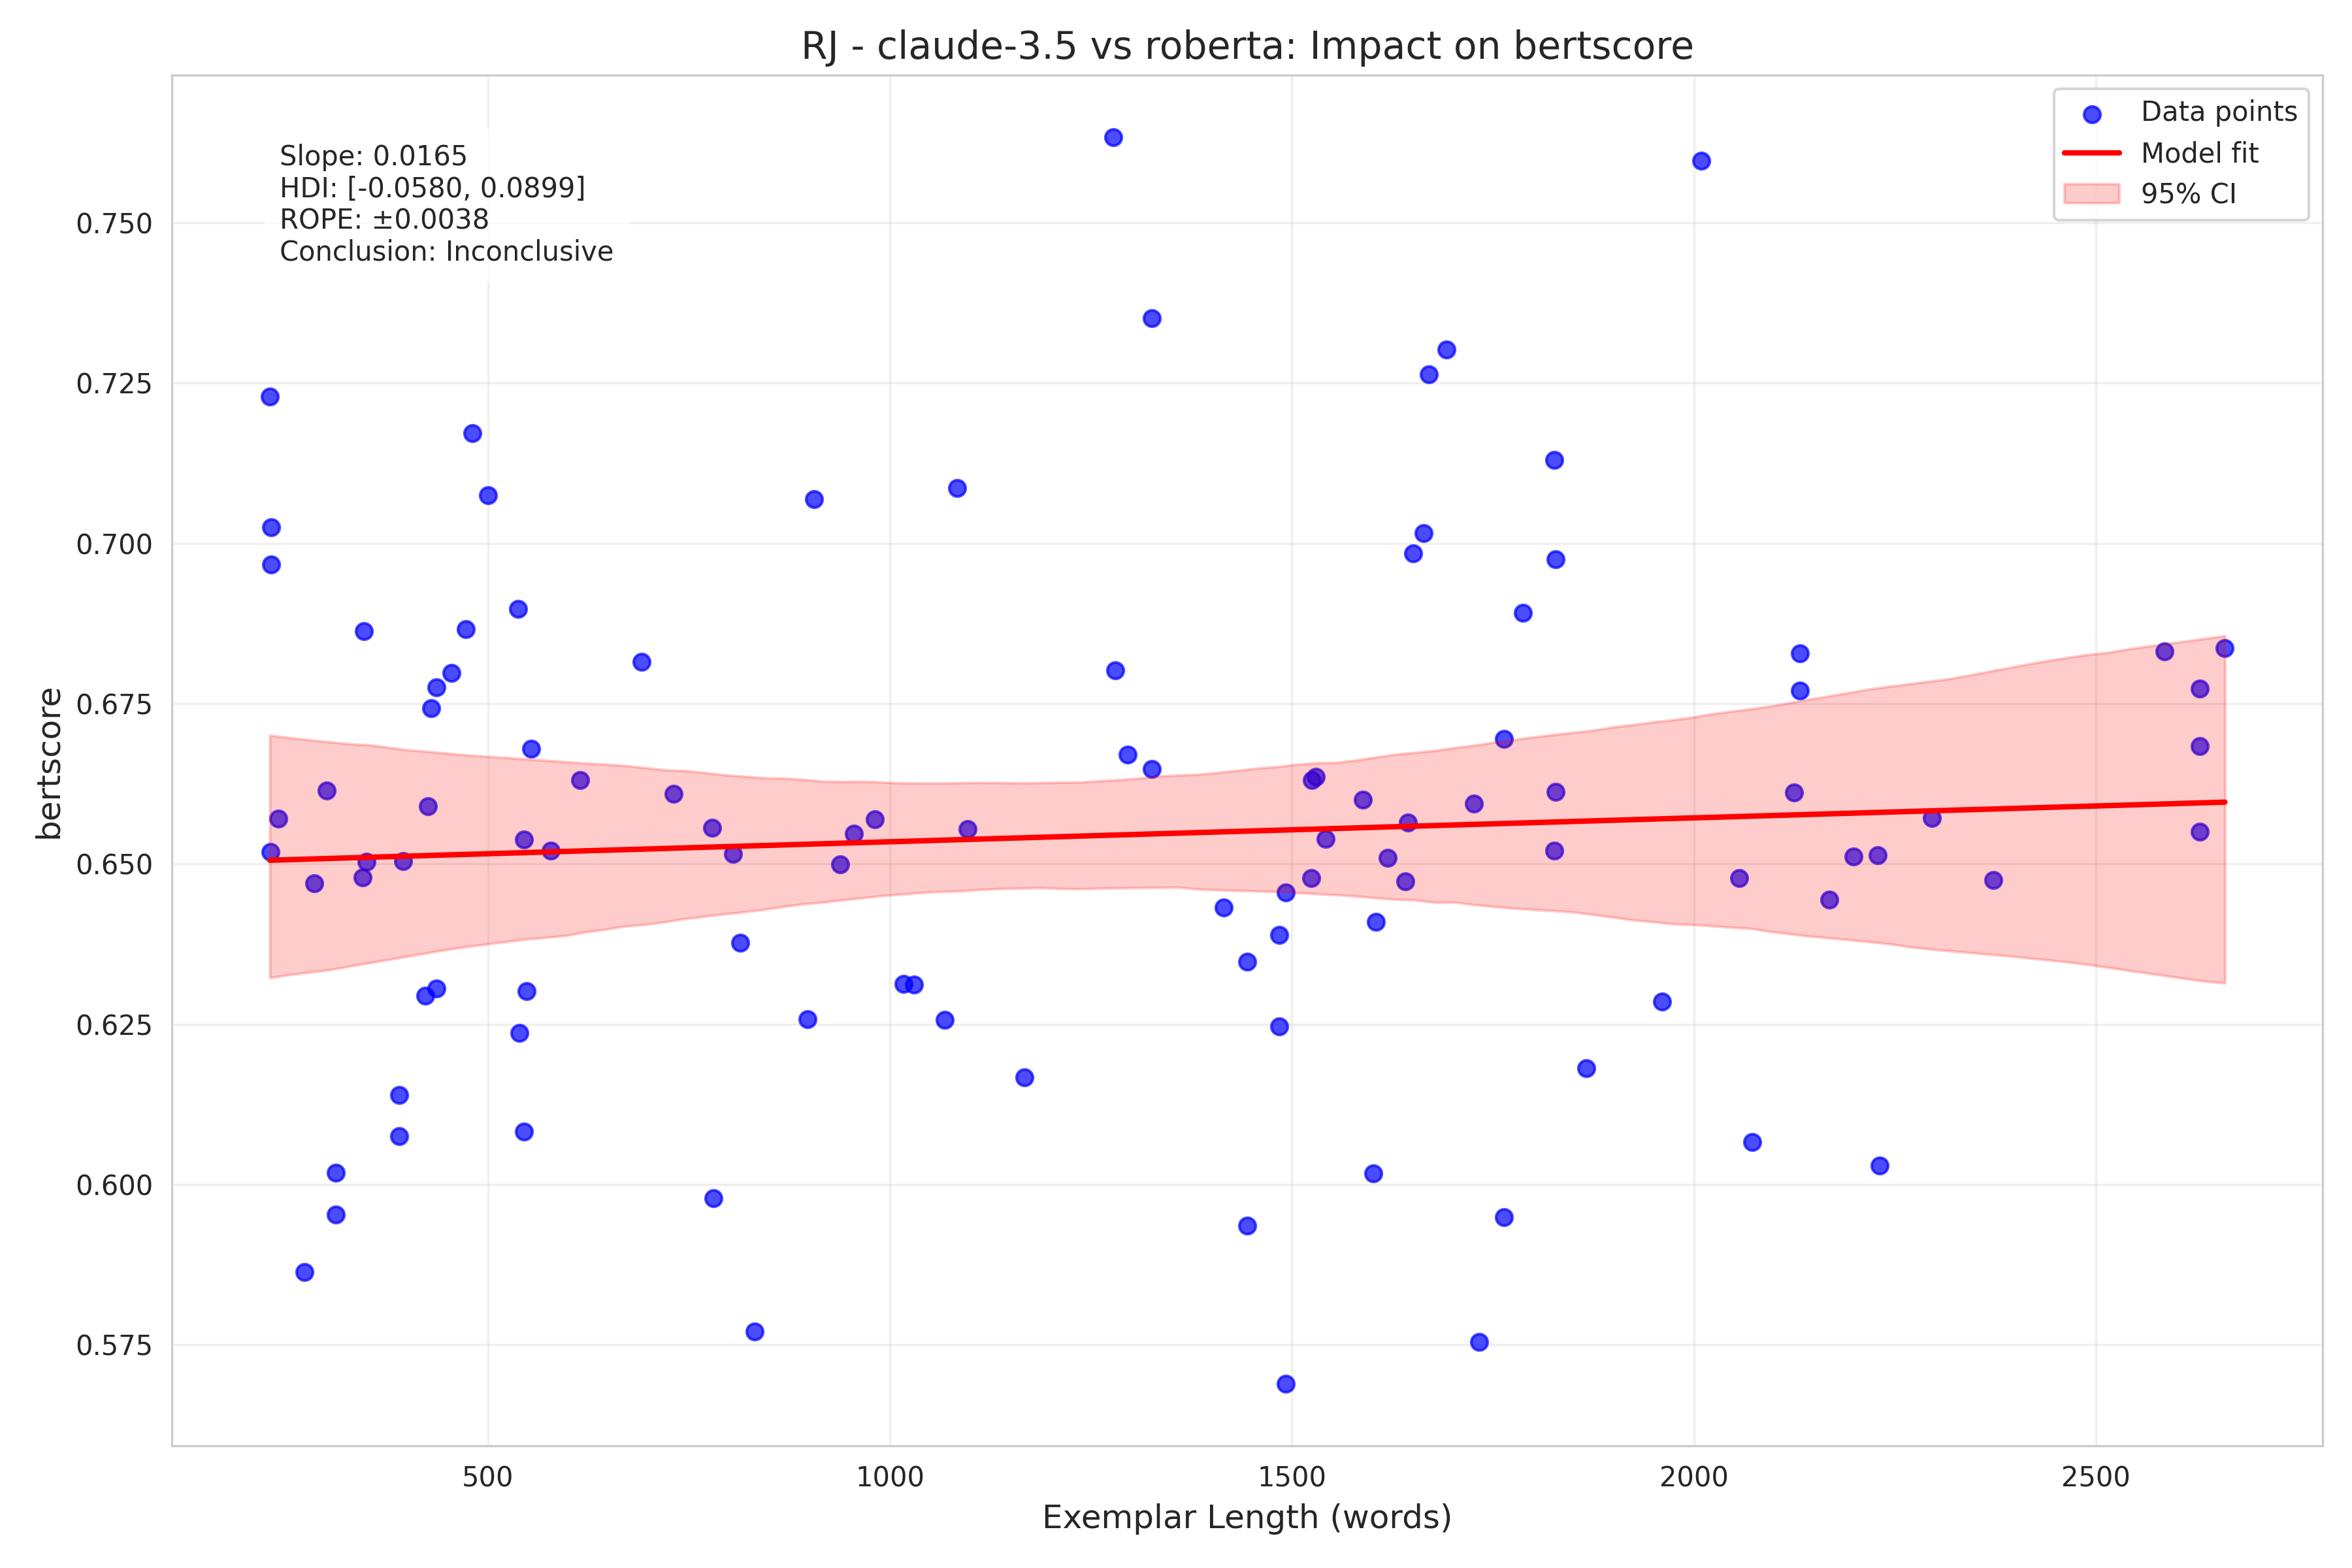 RJ - claude-3.5 vs roberta: Impact on bertscore
Slope: 0.0165
HDI: [-0.0580, 0.0899]
ROPE: ±0.0038
Conclusion: Inconclusive
Data points
Model fit
95% CI
bertscore
0.750
0.725
0.700
0.675
0.650
0.625
0.600
0.575
500
1000
1500
2000
2500
Exemplar Length (words)